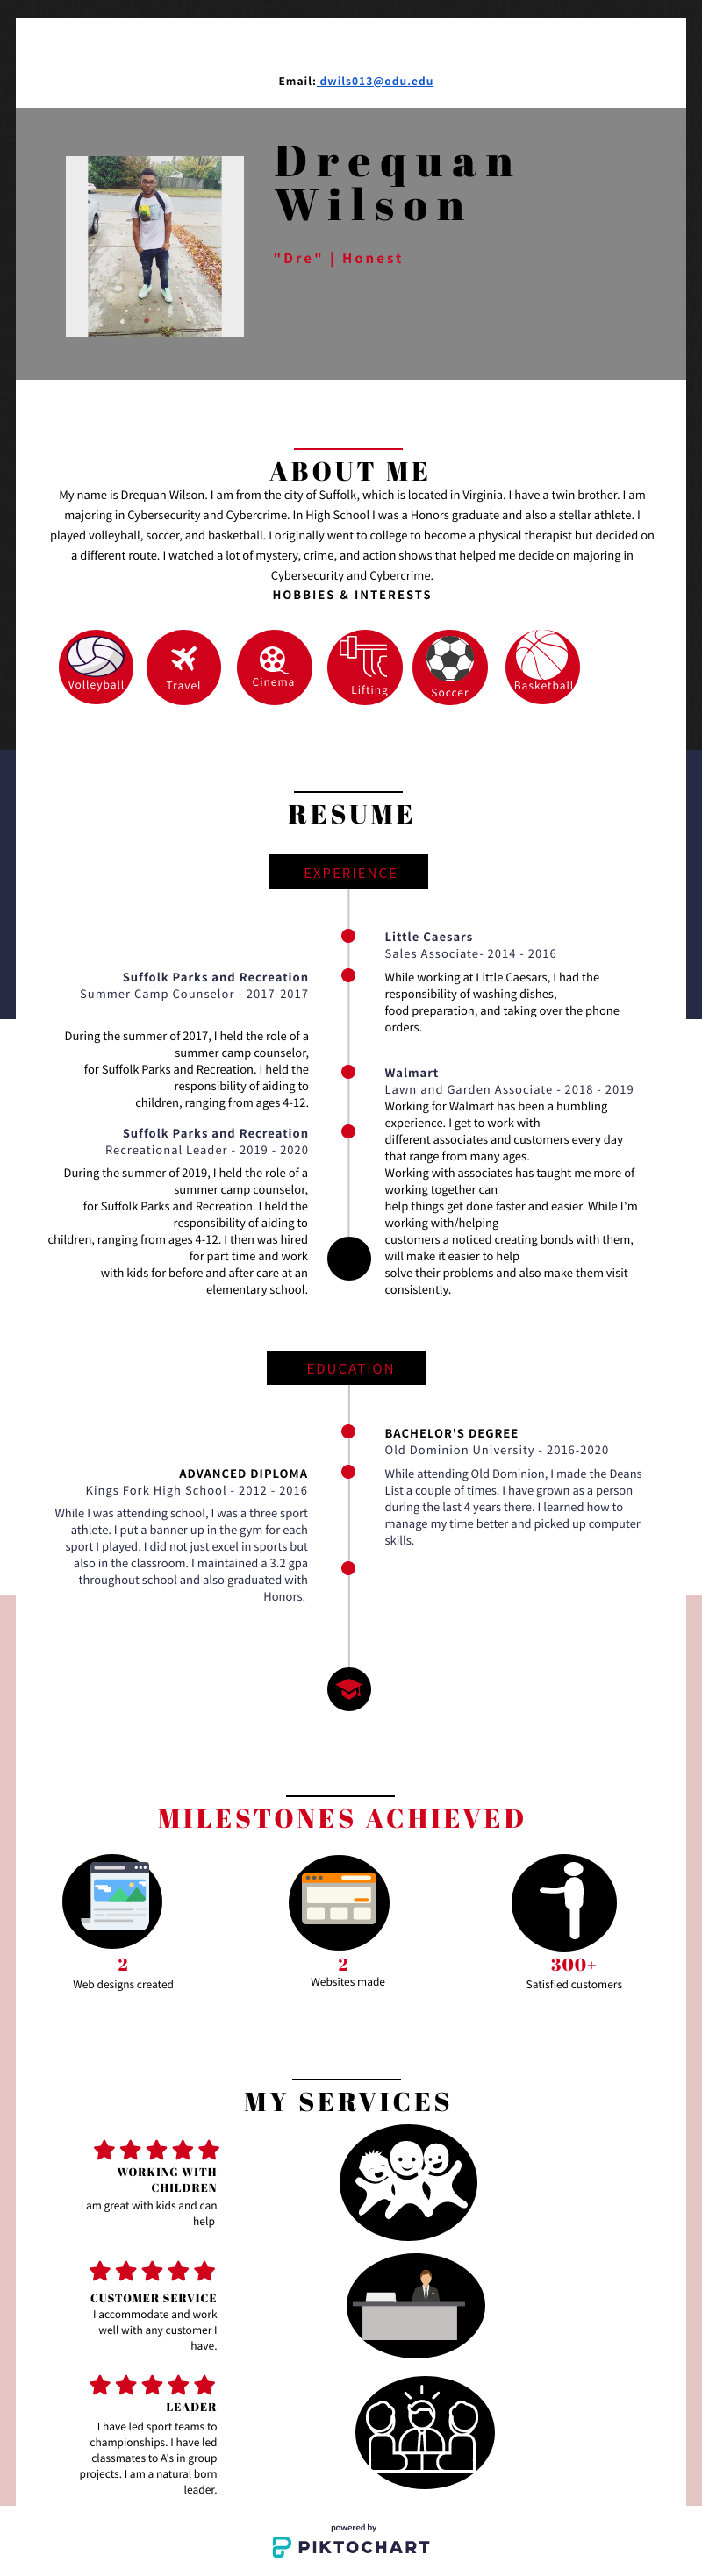 Email: dwils013@odu.edu
Drequan
Wilson
"Dre" | Honest
ABOUT ME
My name is Drequan Wilson. I am from the city of Suffolk, which is located in Virginia. I have a twin brother. I am
majoring in Cybersecurity and Cybercrime. In High School I was a Honors graduate and also a stellar athlete. I
played volleyball, soccer, and basketball. I originally went to college to become a physical therapist but decided on
a different route. I watched a lot of mystery, crime, and action shows that helped me decide on majoring in
Cybersecurity and Cybercrime.
HOBBIES & INTERESTS
Volleyball
Travel
Cinema
Lifting
Soccer
Basketball
RESUME
EXPERIENCE
Little Caesars
Sales Associate- 2014 - 2016
While working at Little Caesars, I had the
responsibility of washing dishes,
food preparation, and taking over the phone
orders.
Suffolk Parks and Recreation
Summer Camp Counselor - 2017-2017
During the summer of 2017, I held the role of a
summer camp counselor,
for Suffolk Parks and Recreation. I held the
responsibility of aiding to
children, ranging from ages 4-12.
Walmart
Lawn and Garden Associate - 2018 - 2019
Working for Walmart has been a humbling
experience. I get to work with
different associates and customers every day
that range from many ages.
Working with associates has taught me more of
working together can
help things get done faster and easier. While I'm
working with/helping
customers a noticed creating bonds with them,
will make it easier to help
solve their problems and also make them visit
consistently.
Suffolk Parks and Recreation
Recreational Leader - 2019 - 2020
During the summer of 2019, I held the role of a
summer camp counselor,
for Suffolk Parks and Recreation. I held the
responsibility of aiding to
children, ranging from ages 4-12. I then was hired
for part time and work
with kids for before and after care at an
elementary school.
EDUCATION
BACHELOR'S DEGREE
Old Dominion University - 2016-2020
While attending Old Dominion, I made the Deans
List a couple of times. I have grown as a person
during the last 4 years there. I learned how to
manage my time better and picked up computer
skills.
ADVANCED DIPLOMA
Kings Fork High School - 2012 - 2016
While I was attending school, I was a three sport
athlete. I put a banner up in the gym for each
sport I played. I did not just excel in sports but
also in the classroom. I maintained a 3.2 gpa
throughout school and also graduated with
Honors.
MILESTONES ACHIEVED
2
Web designs created
2
Websites made
300+
Satisfied customers
MY SERVICES
WORKING WITH
CHILDREN
I am great with kids and can
help
CUSTOMER SERVICE
I accommodate and work
well with any customer I
have.
LEADER
I have led sport teams to
championships. I have led
classmates to A's in group
projects. I am a natural born
leader.
powered by
PIKTOCHART